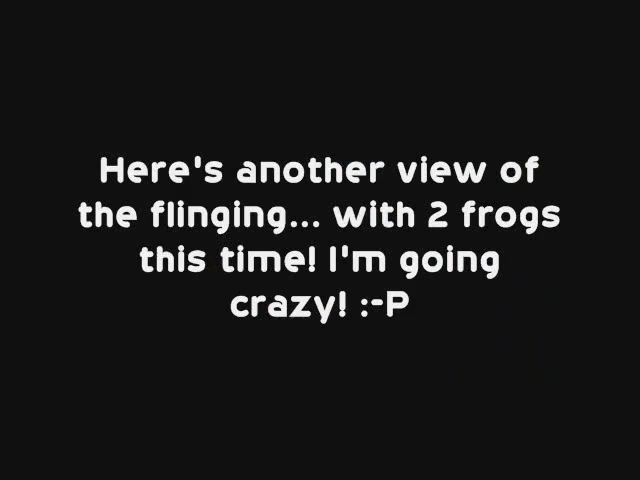 Here's another view of
the flinging... with 2 frogs
this time! I'm going
crazy! :-P